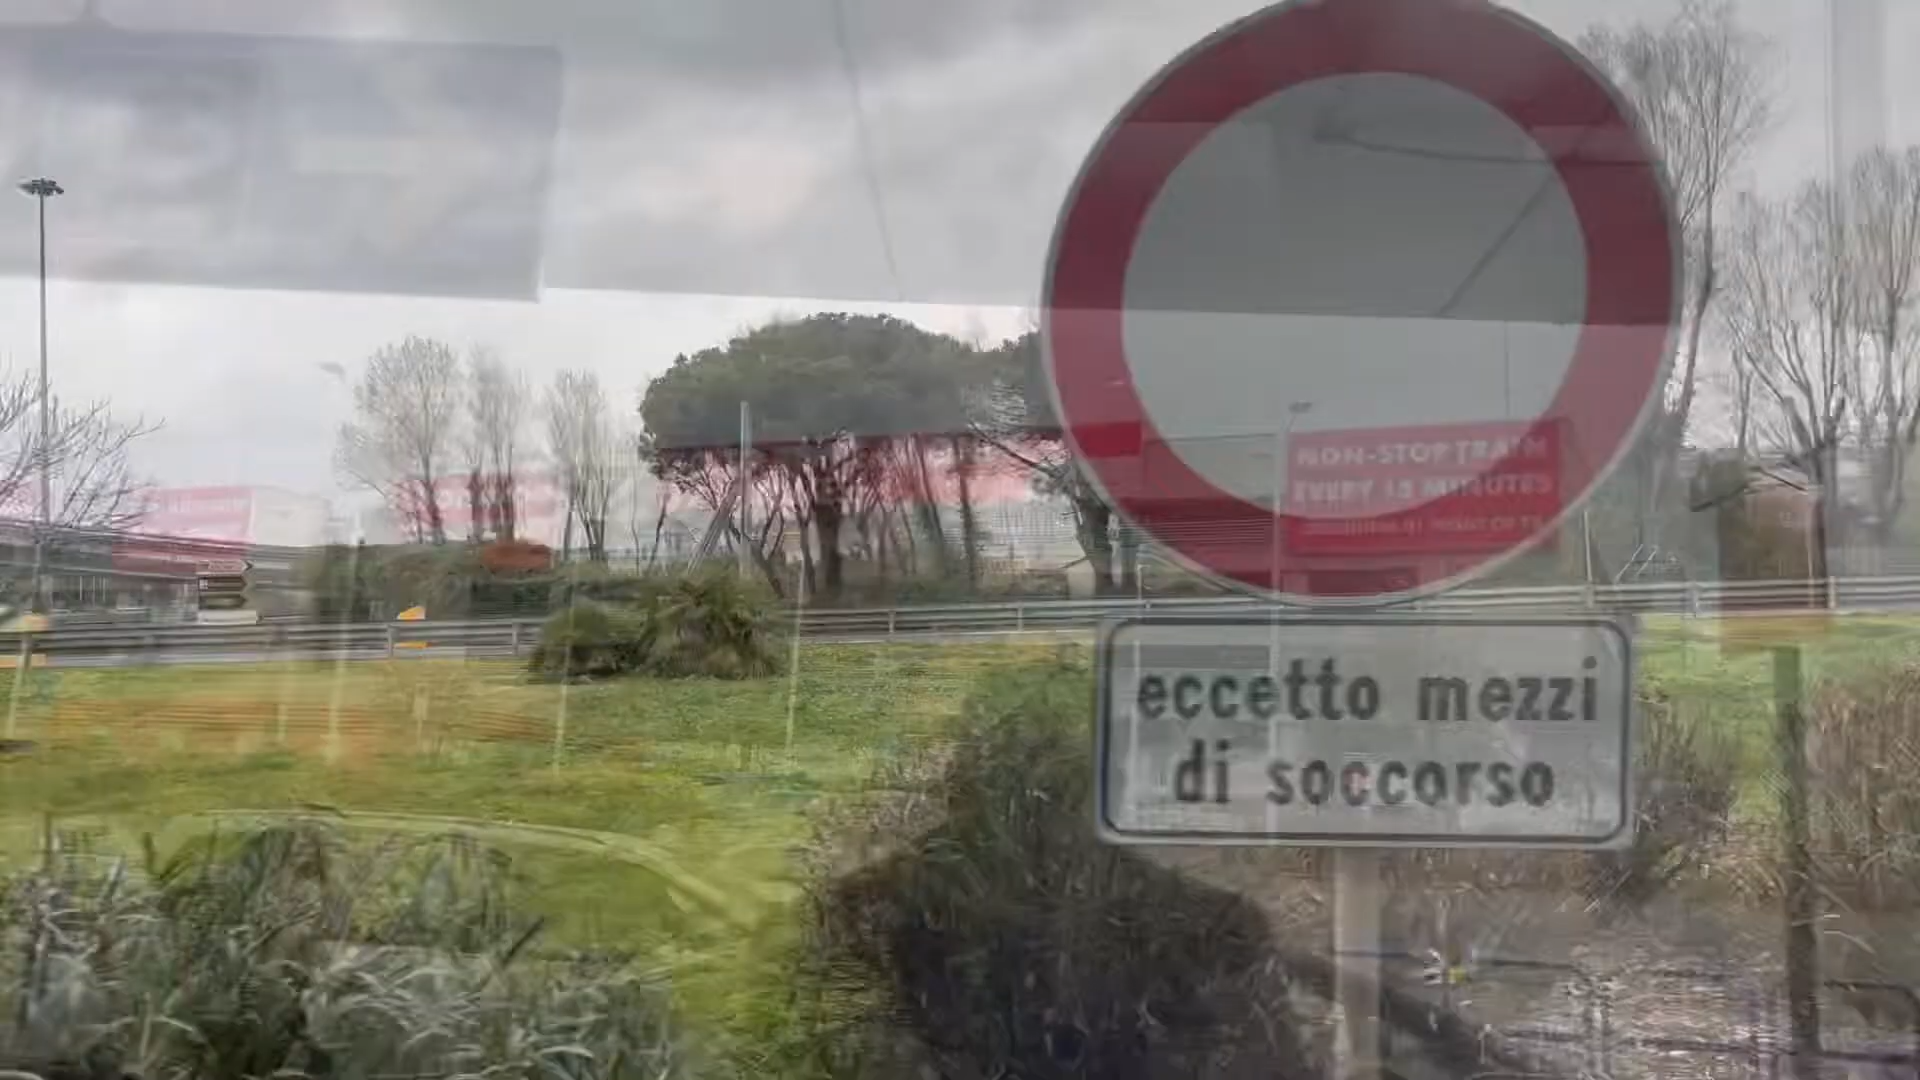 NON-STOP TRAIN
EVERY 15 MINUTES
eccetto mezzi
di soccorso